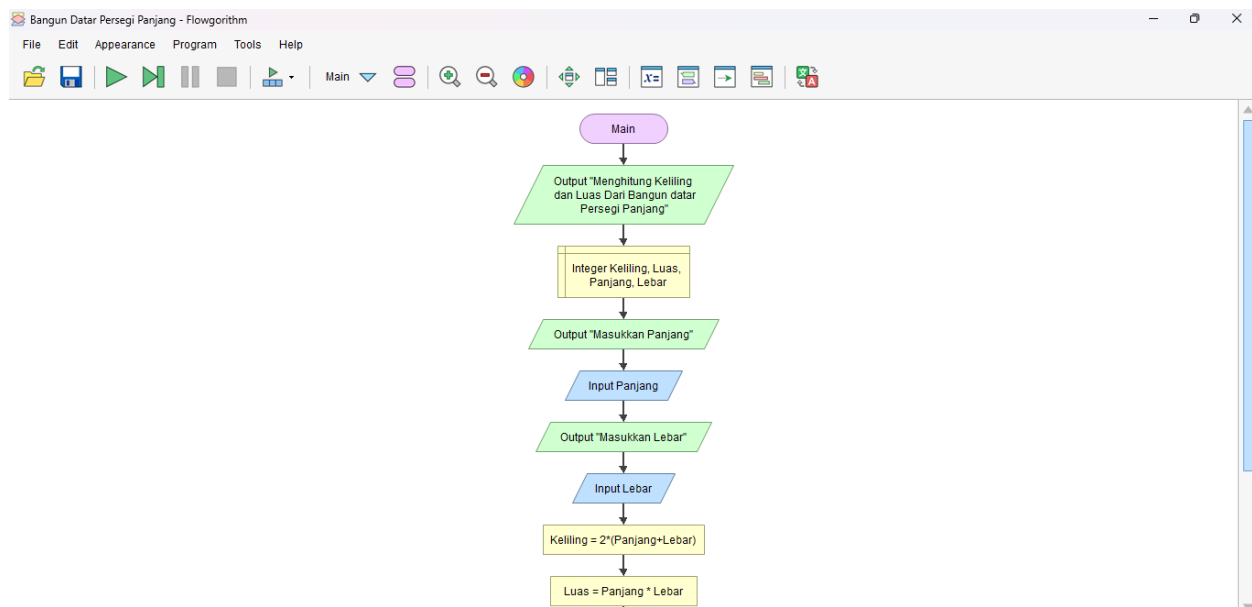 Bangun Datar Persegi Panjang - Flowgorithm
File Edit Appearance Program Tools Help
Main
x=
Main
Output "Menghitung Keliling
dan Luas Dari Bangun datar
Persegi Panjang"
Integer Keliling, Luas,
Panjang, Lebar
Output "Masukkan Panjang"
Input Panjang
Output "Masukkan Lebar"
Input Lebar
Keliling = 2*(Panjang+Lebar)
Luas = Panjang * Lebar